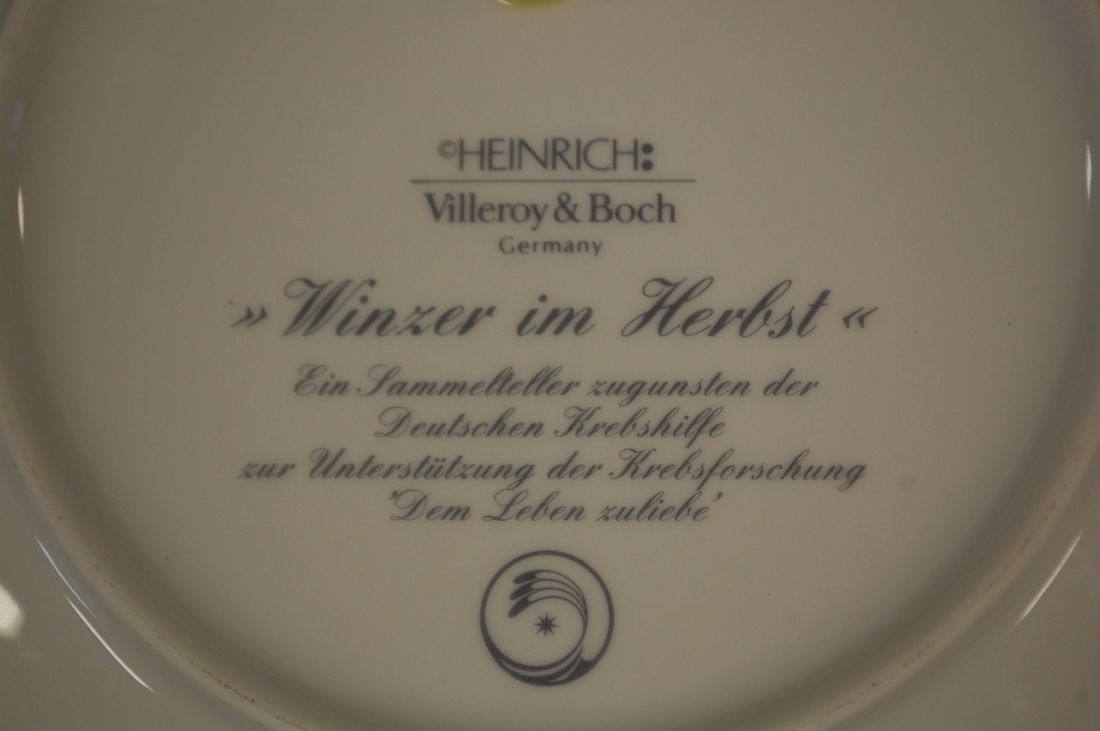 ©HEINRICH:
Villeroy & Boch
Germany
» Winzer im Herbst «
Ein Sammelteller zugunsten der
Deutschen Krebshilfe
zur Unterstützung der Krebsforschung
'Dem Leben zuliebe'